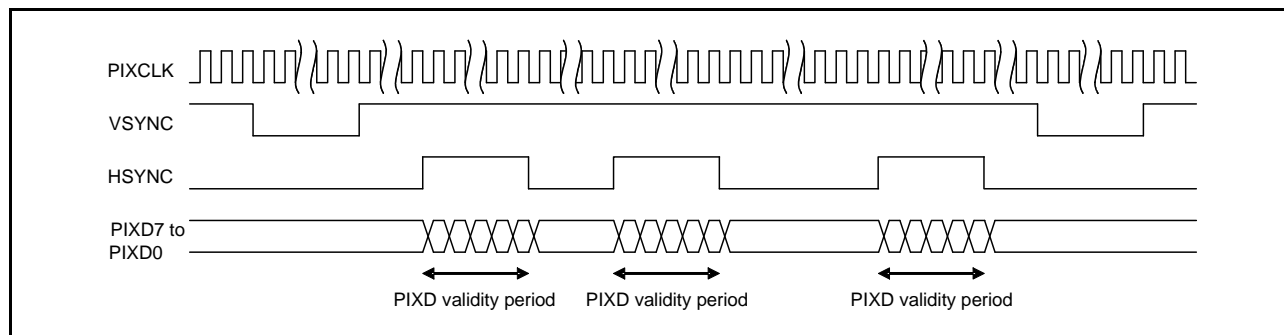 PIXCLK
VSYNC
HSYNC
PIXD7 to
PIXD0
PIXD validity period
PIXD validity period
PIXD validity period